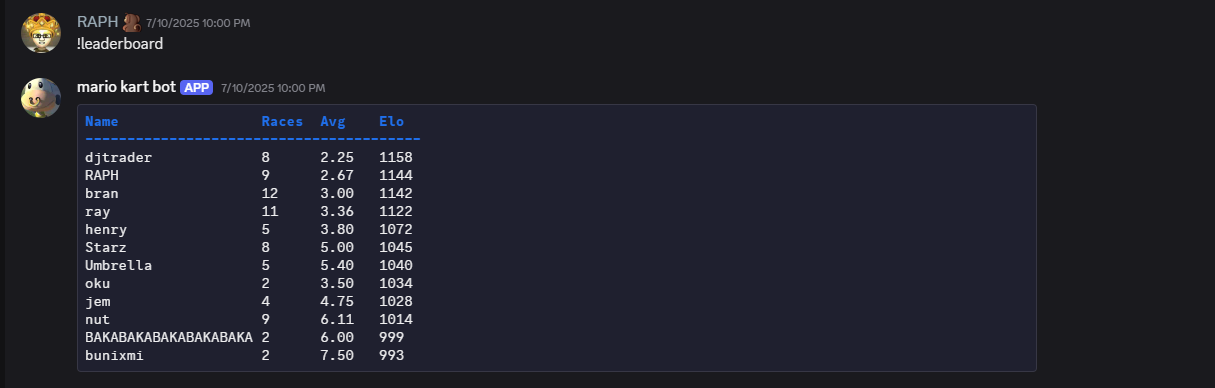 RAPH 7/10/2025 10:00 PM
!leaderboard
mario kart bot APP 7/10/2025 10:00 PM
Name Races Avg Elo
----------------------------------------
djtrader 8 2.25 1158
RAPH 9 2.67 1144
bran 12 3.00 1142
ray 11 3.36 1122
henry 5 3.80 1072
Starz 8 5.00 1045
Umbrella 5 5.40 1040
oku 2 3.50 1034
jem 4 4.75 1028
nut 9 6.11 1014
BAKABAKABAKABAKABAKA 2 6.00 999
bunixmi 2 7.50 993